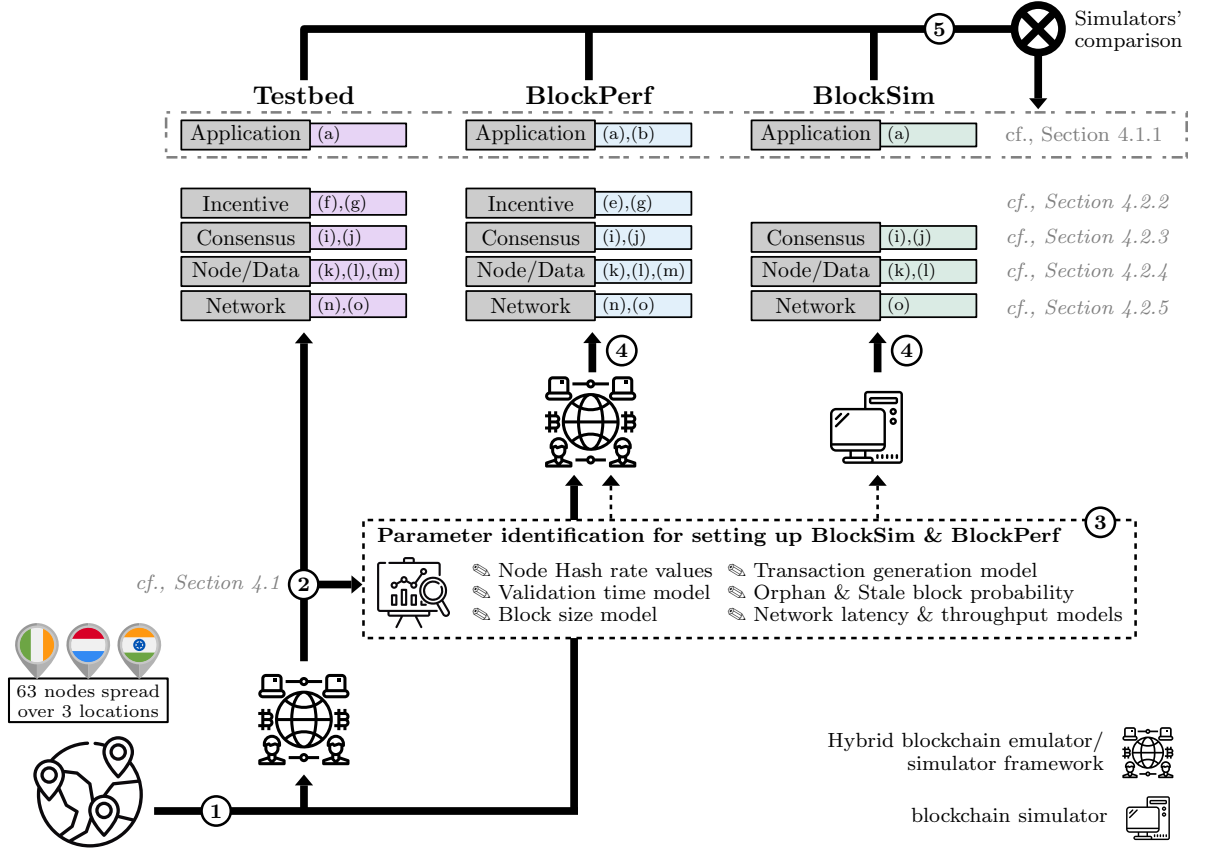 5
Simulators'
comparison
Testbed
BlockPerf
BlockSim
Application (a)
Application (a),(b)
Application (a)
cf., Section 4.1.1
Incentive (f),(g)
Incentive (e),(g)
cf., Section 4.2.2
Consensus (i),(j)
Consensus (i),(j)
Consensus (i),(j)
cf., Section 4.2.3
Node/Data (k),(l),(m)
Node/Data (k),(l),(m)
Node/Data (k),(l)
cf., Section 4.2.4
Network (n),(o)
Network (n),(o)
Network (o)
cf., Section 4.2.5
4
4
3
Parameter identification for setting up BlockSim & BlockPerf
✎ Node Hash rate values
✎ Validation time model
✎ Block size model
✎ Transaction generation model
✎ Orphan & Stale block probability
✎ Network latency & throughput models
cf., Section 4.1
2
63 nodes spread
over 3 locations
1
Hybrid blockchain emulator/
simulator framework
blockchain simulator